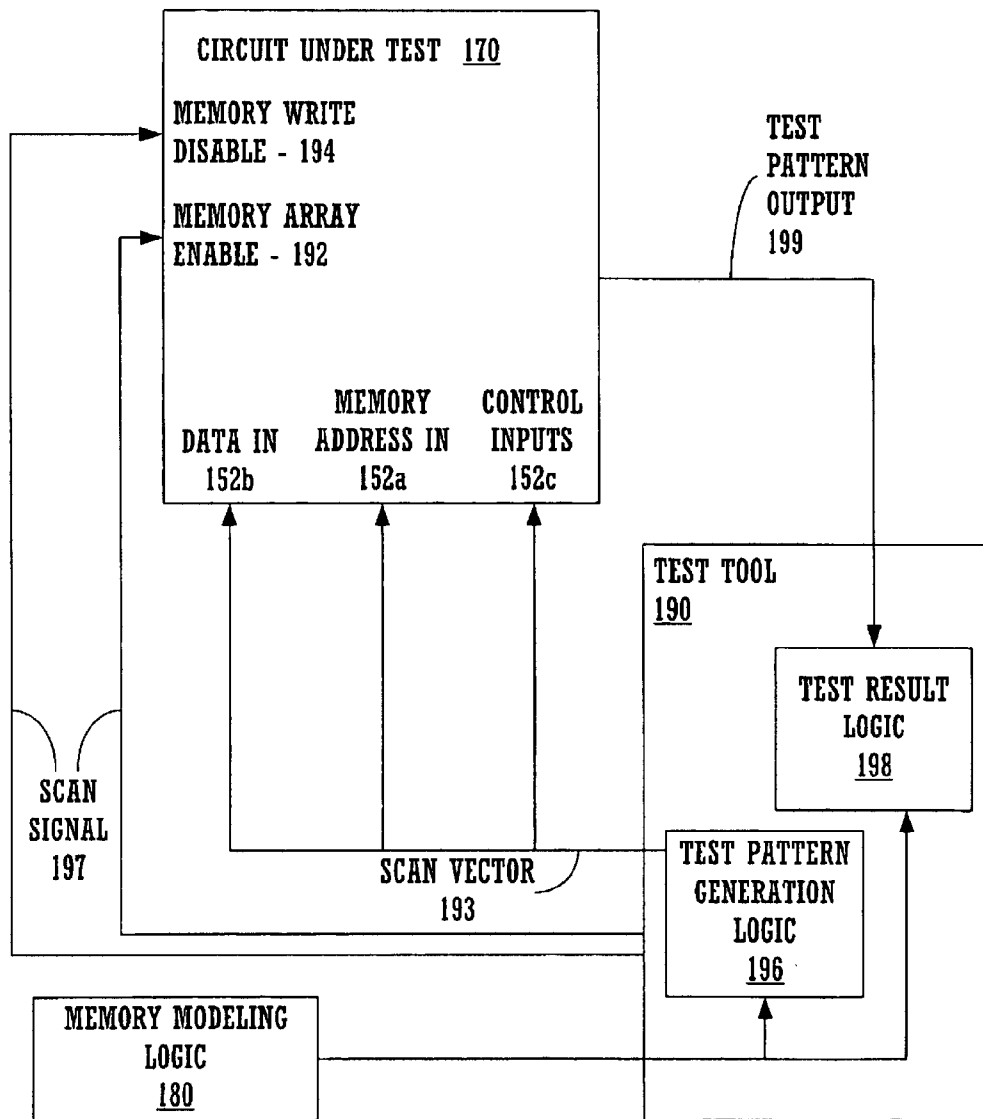 CIRCUIT UNDER TEST 170
MEMORY WRITE
DISABLE - 194
MEMORY ARRAY
ENABLE - 192
TEST
PATTERN
OUTPUT
199
DATA IN
152b
MEMORY
ADDRESS IN
152a
CONTROL
INPUTS
152c
TEST TOOL
190
TEST RESULT
LOGIC
198
SCAN
SIGNAL
197
SCAN VECTOR
193
TEST PATTERN
GENERATION
LOGIC
196
MEMORY MODELING
LOGIC
180